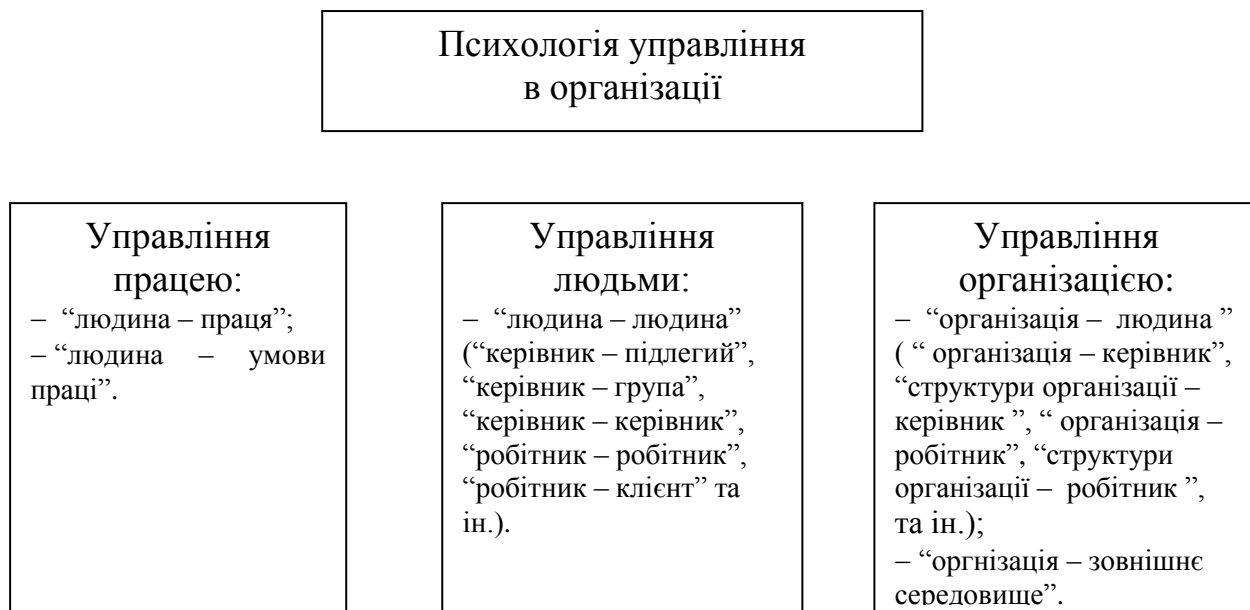 Психологія управління
в організації
Управління
працею:
– “людина – праця”;
– “людина – умови
праці”.
Управління
людьми:
– “людина – людина”
(“керівник – підлегий”,
“керівник – група”,
“керівник – керівник”,
“робітник – робітник”,
“робітник – клієнт” та
ін.).
Управління
організацією:
– “організація – людина ”
( “ організація – керівник”,
“структури організації –
керівник ”, “ організація –
робітник”, “структури
організації – робітник ”,
та ін.);
– “оргнізація – зовнішнє
середовище”.